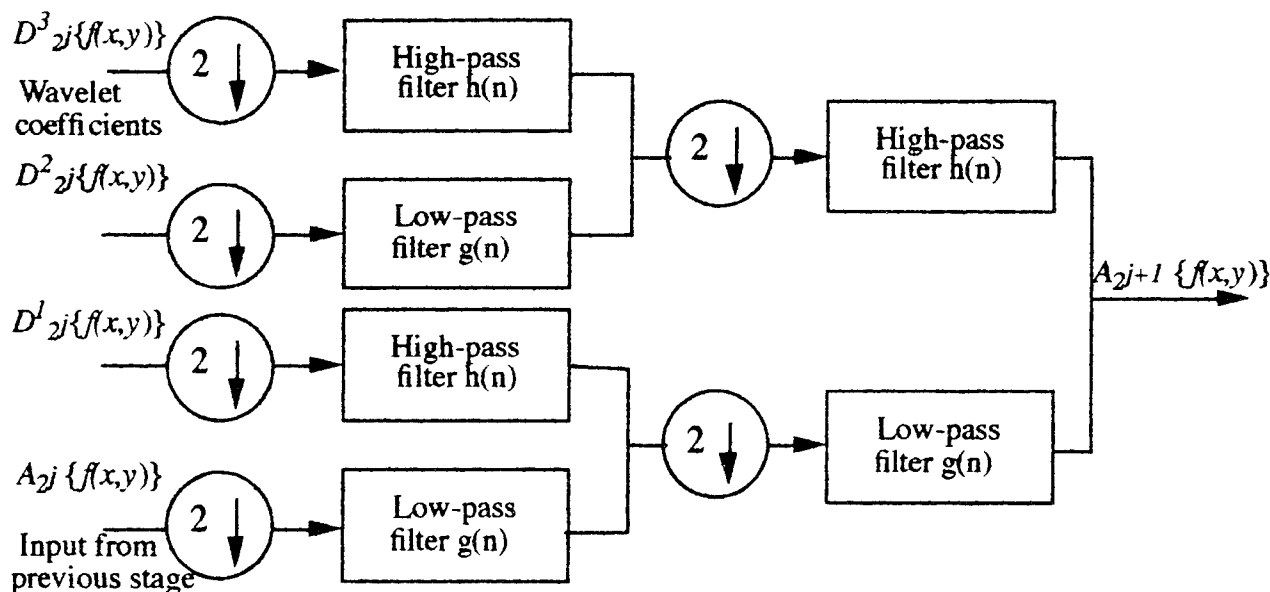 D³₂j{f(x,y)}
2
High-pass
filter h(n)
Wavelet
coefficients
2
High-pass
filter h(n)
D²₂j{f(x,y)}
2
Low-pass
filter g(n)
A₂j+1 {f(x,y)}
D¹₂j{f(x,y)}
2
High-pass
filter h(n)
2
Low-pass
filter g(n)
A₂j {f(x,y)}
2
Low-pass
filter g(n)
Input from
previous stage